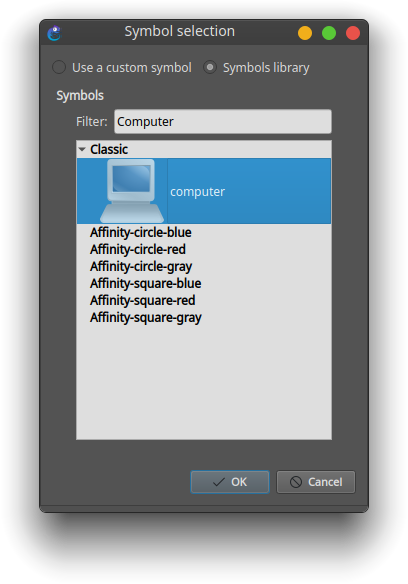 Symbol selection
Use a custom symbol Symbols library
Symbols
Filter: Computer
Classic
computer
Affinity-circle-blue
Affinity-circle-red
Affinity-circle-gray
Affinity-square-blue
Affinity-square-red
Affinity-square-gray
OK Cancel